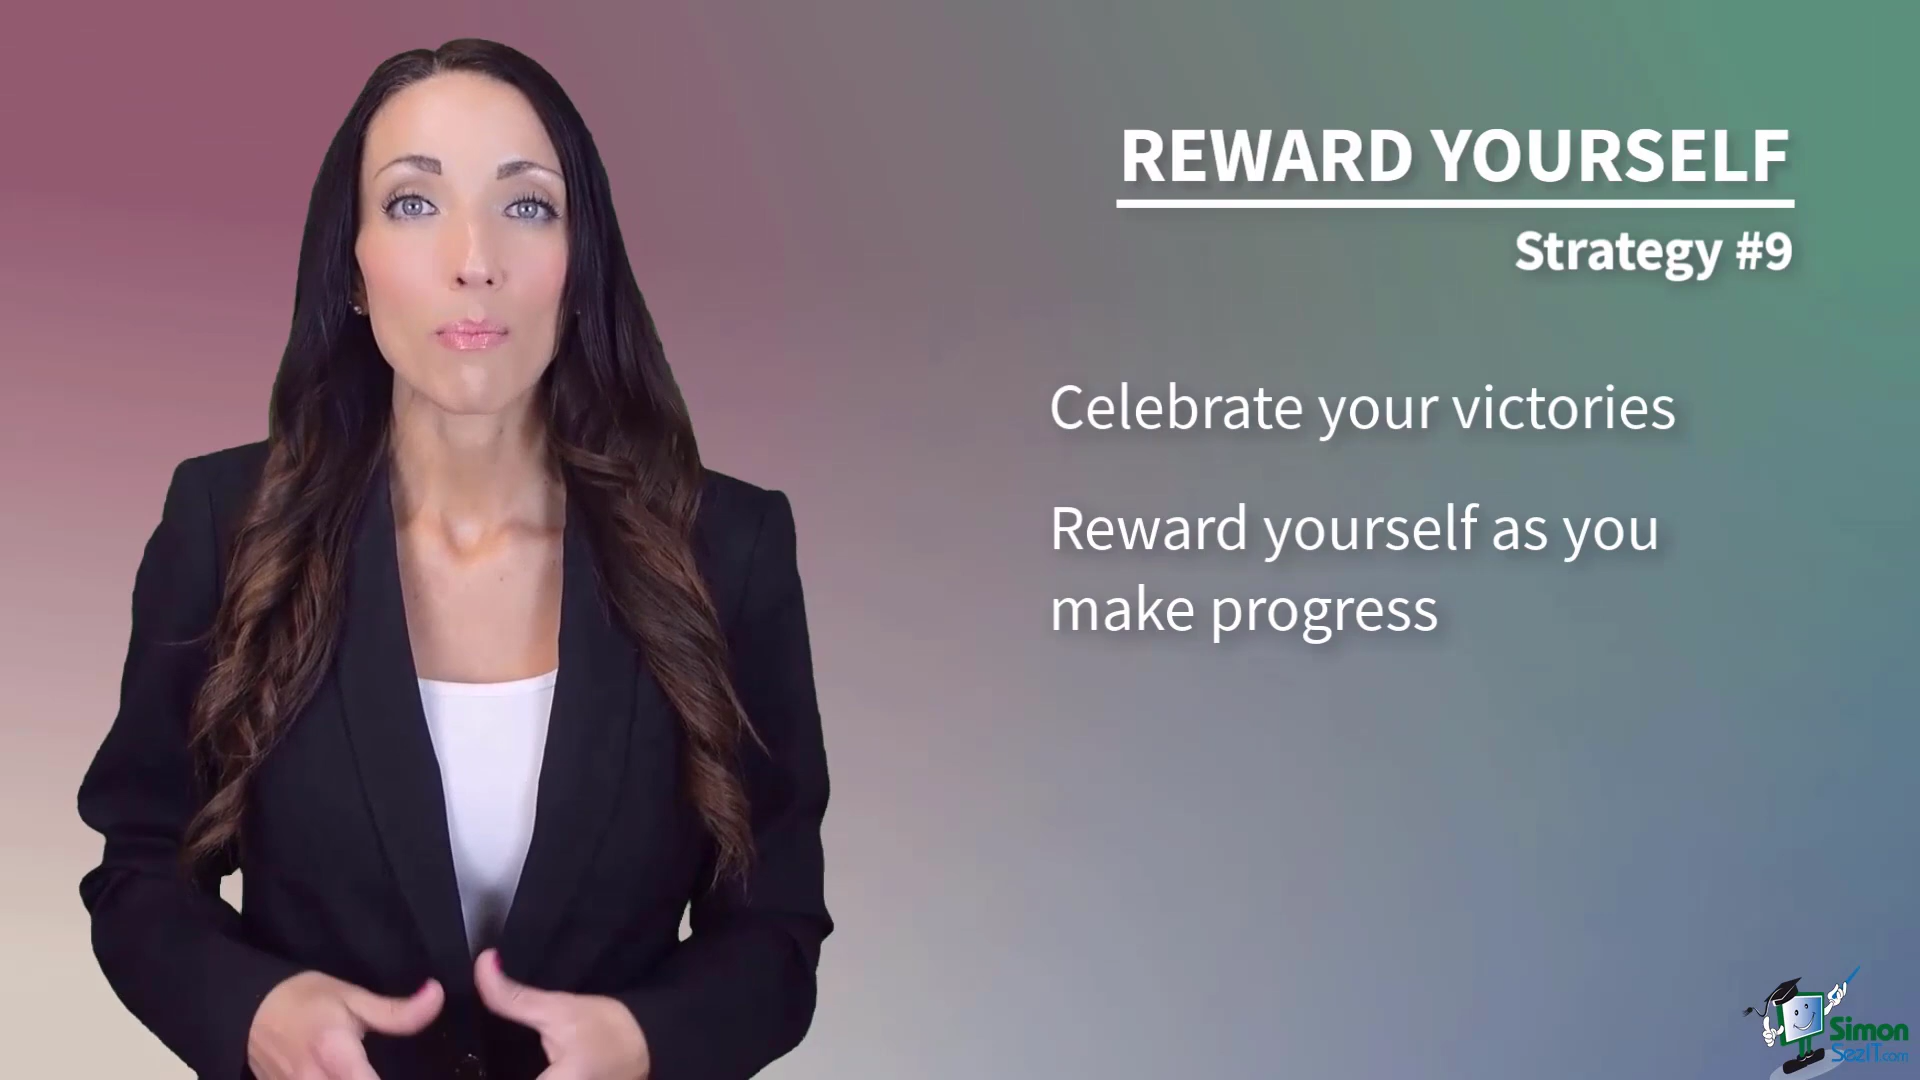 REWARD YOURSELF
Strategy #9
Celebrate your victories
Reward yourself as you
make progress
Simon
SezIT.com